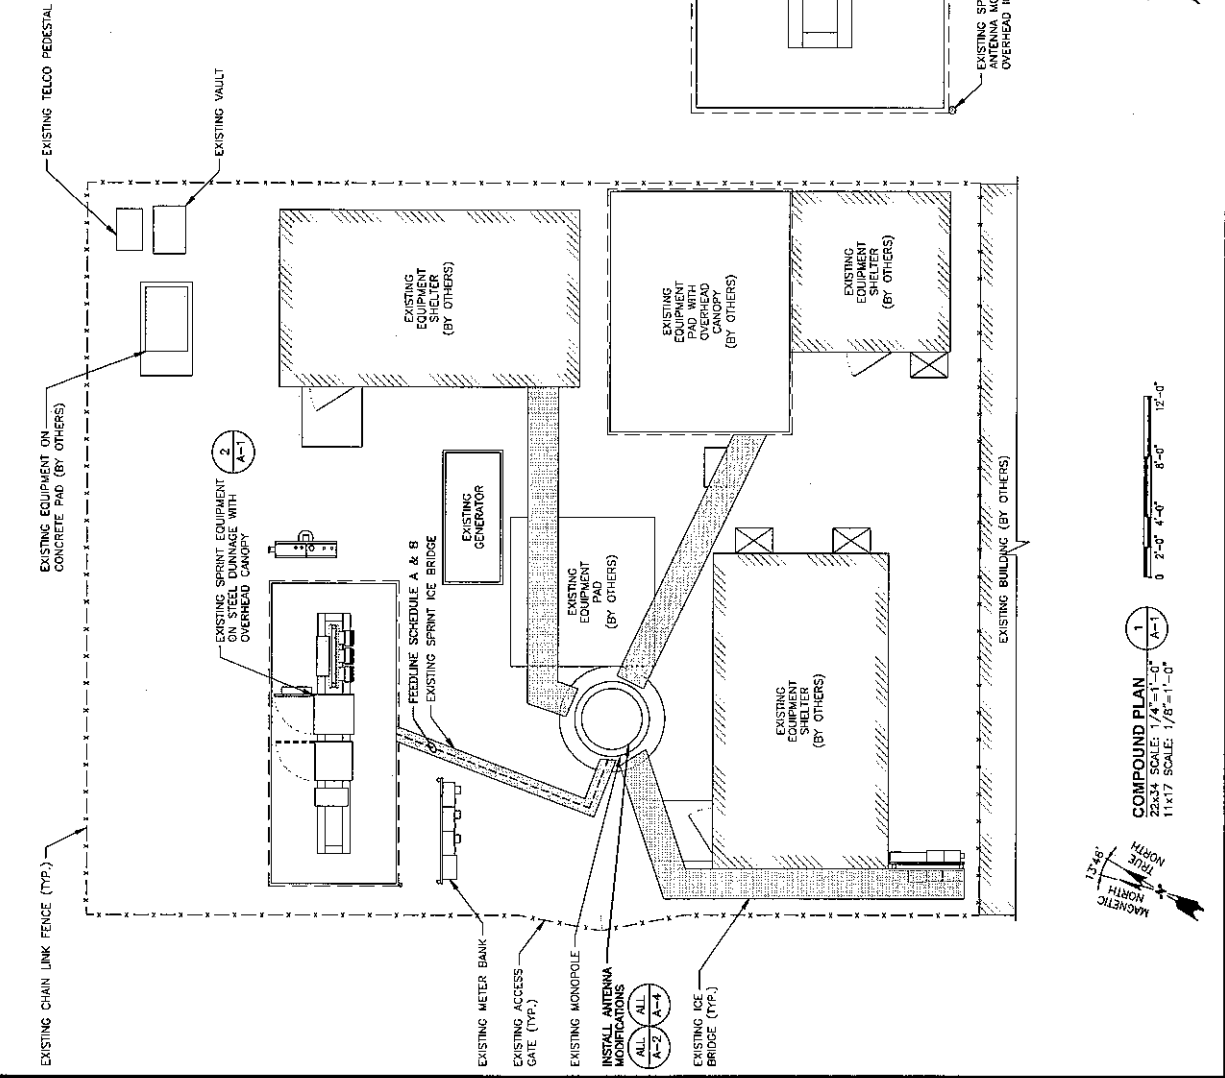 EXISTING CHAIN LINK FENCE (TYP.)
EXISTING EQUIPMENT ON
CONCRETE PAD (BY OTHERS)
EXISTING TELCO PEDESTAL
EXISTING VAULT
2
A-1
EXISTING SPRINT EQUIPMENT
ON STEEL DUNNAGE WITH
OVERHEAD CANOPY
EXISTING
EQUIPMENT
SHELTER
(BY OTHERS)
FEEDLINE SCHEDULE A & B
EXISTING SPRINT ICE BRIDGE
EXISTING
GENERATOR
EXISTING METER BANK
EXISTING ACCESS
GATE (TYP.)
EXISTING MONOPOLE
EXISTING
EQUIPMENT
PAD
(BY OTHERS)
INSTALL ANTENNA
MODIFICATIONS
ALL
A-2
ALL
A-4
EXISTING
EQUIPMENT
PAD WITH
OVERHEAD
CANOPY
(BY OTHERS)
EXISTING ICE
BRIDGE (TYP.)
EXISTING
EQUIPMENT
SHELTER
(BY OTHERS)
EXISTING
EQUIPMENT
SHELTER
(BY OTHERS)
EXISTING BUILDING (BY OTHERS)
EXISTING SP
ANTENNA MO
OVERHEAD
MAGNETIC
NORTH
13°48'
TRUE
NORTH
COMPOUND PLAN
22x34 SCALE: 1/4"=1'-0"
11x17 SCALE: 1/8"=1'-0"
1
A-1
0 2'-0" 4'-0" 8'-0" 12'-0"